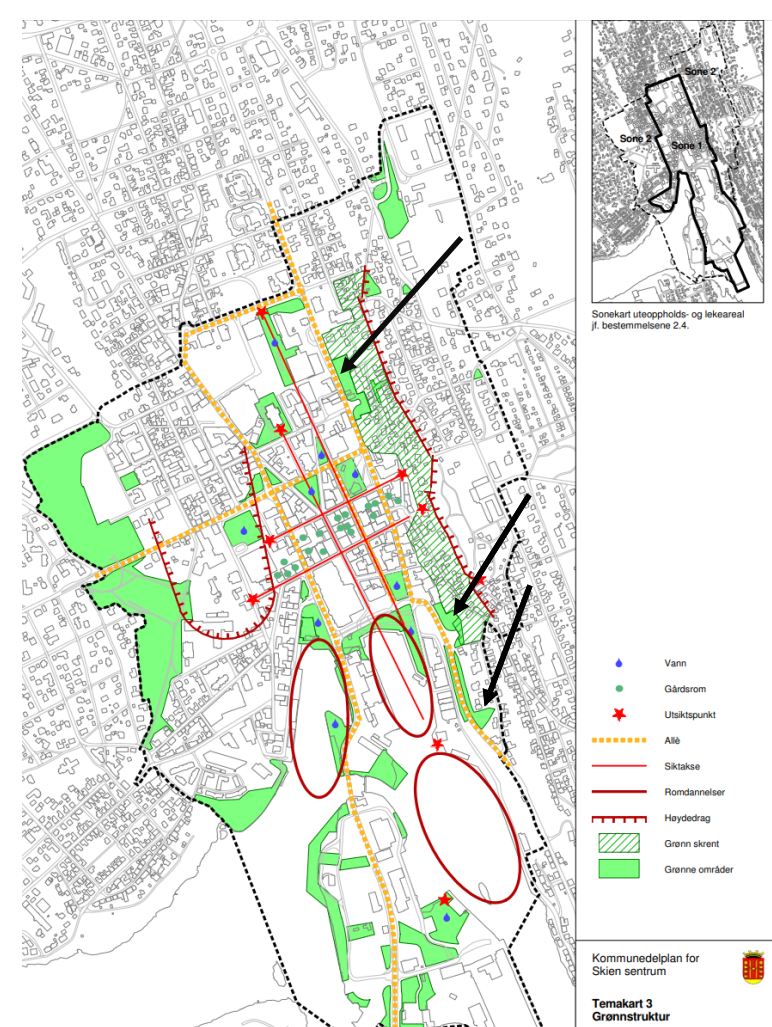 Sone 2
Sone 2
Sone 1
Sonekart uteoppholds- og lekeareal
jf. bestemmelsene 2.4.
Vann
Gårdsrom
Utsiktspunkt
Allè
Siktakse
Romdannelser
Høydedrag
Grønn skrent
Grønne områder
Kommunedelplan for
Skien sentrum
Temakart 3
Grønnstruktur